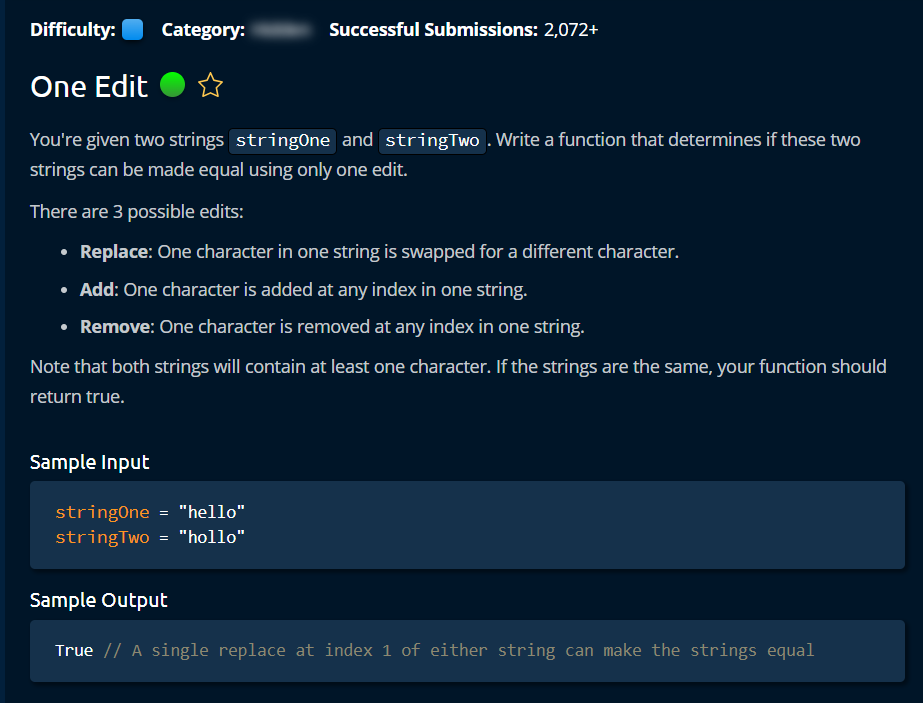 Difficulty: Category: Successful Submissions: 2,072+
One Edit
You're given two strings stringOne and stringTwo. Write a function that determines if these two
strings can be made equal using only one edit.
There are 3 possible edits:
• Replace: One character in one string is swapped for a different character.
• Add: One character is added at any index in one string.
• Remove: One character is removed at any index in one string.
Note that both strings will contain at least one character. If the strings are the same, your function should
return true.
Sample Input
stringOne = "hello"
stringTwo = "hollo"
Sample Output
True // A single replace at index 1 of either string can make the strings equal